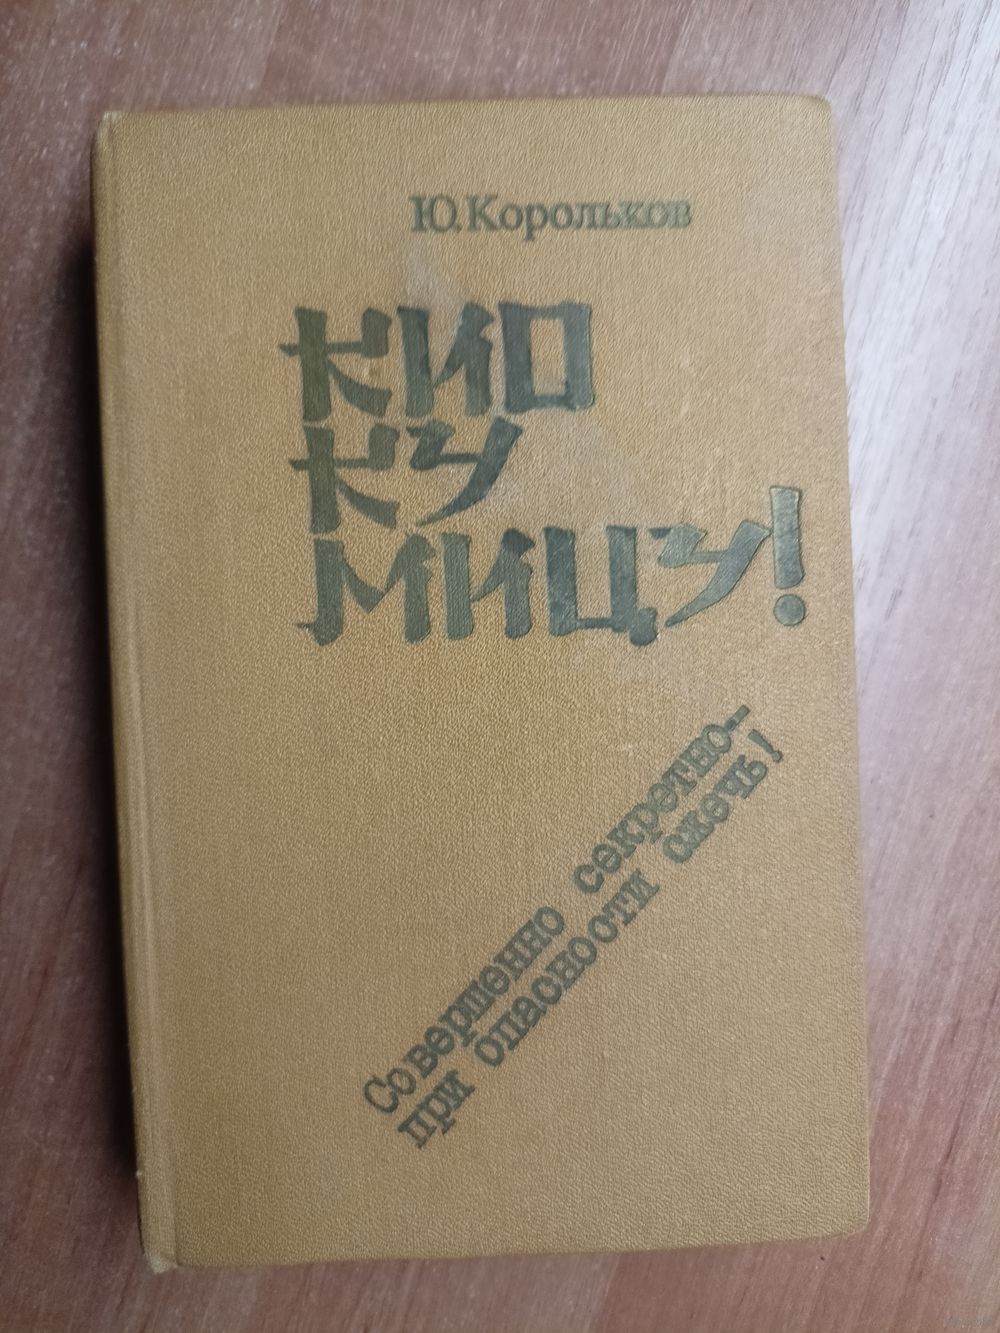 Ю. Корольков
КИО
КУ
МИЦУ!
Совершенно секретно—
при опасности сжечь!